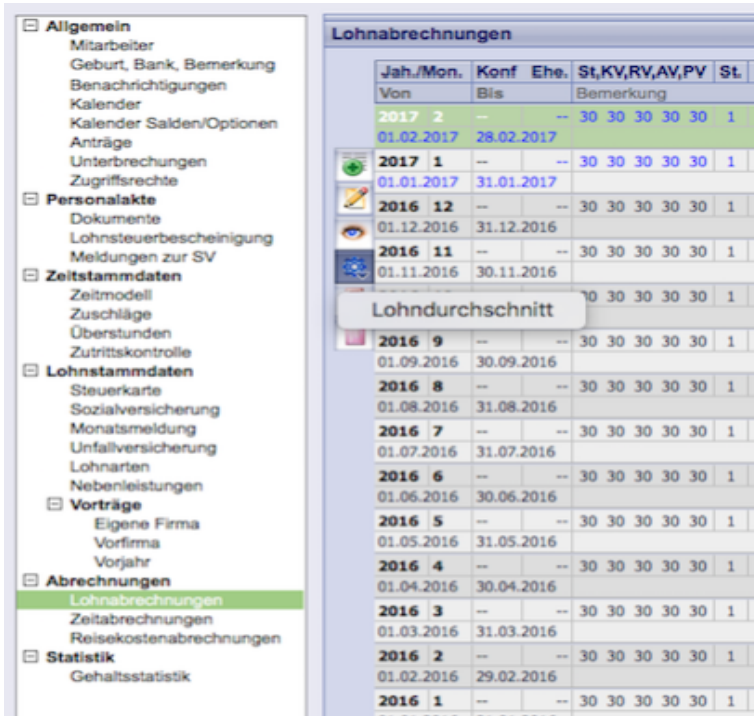 Allgemein
Mitarbeiter
Geburt, Bank, Bemerkung
Benachrichtigungen
Kalender
Kalender Salden/Optionen
Anträge
Unterbrechungen
Zugriffsrechte
Personalakte
Dokumente
Lohnsteuerbescheinigung
Meldungen zur SV
Zeitstammdaten
Zeitmodell
Zuschläge
Überstunden
Zutrittskontrolle
Lohnstammdaten
Steuerkarte
Sozialversicherung
Monatsmeldung
Unfallversicherung
Lohnarten
Nebenleistungen
Vorträge
Eigene Firma
Vorfirma
Vorjahr
Abrechnungen
Lohnabrechnungen
Zeitabrechnungen
Reisekostenabrechnungen
Statistik
Gehaltsstatistik
Lohnabrechnungen
Jah./Mon. Konf Ehe. St,KV,RV,AV,PV St.
Von Bis Bemerkung
2017 2 -- -- 30 30 30 30 30 1
01.02.2017 28.02.2017
2017 1 -- -- 30 30 30 30 30 1
01.01.2017 31.01.2017
2016 12 -- -- 30 30 30 30 30 1
01.12.2016 31.12.2016
2016 11 -- -- 30 30 30 30 30 1
01.11.2016 30.11.2016
30 30 30 30 1
Lohndurchschnitt
2016 9 -- -- 30 30 30 30 30 1
01.09.2016 30.09.2016
2016 8 -- -- 30 30 30 30 30 1
01.08.2016 31.08.2016
2016 7 -- -- 30 30 30 30 30 1
01.07.2016 31.07.2016
2016 6 -- -- 30 30 30 30 30 1
01.06.2016 30.06.2016
2016 5 -- -- 30 30 30 30 30 1
01.05.2016 31.05.2016
2016 4 -- -- 30 30 30 30 30 1
01.04.2016 30.04.2016
2016 3 -- -- 30 30 30 30 30 1
01.03.2016 31.03.2016
2016 2 -- -- 30 30 30 30 30 1
01.02.2016 29.02.2016
2016 1 -- -- 30 30 30 30 30 1